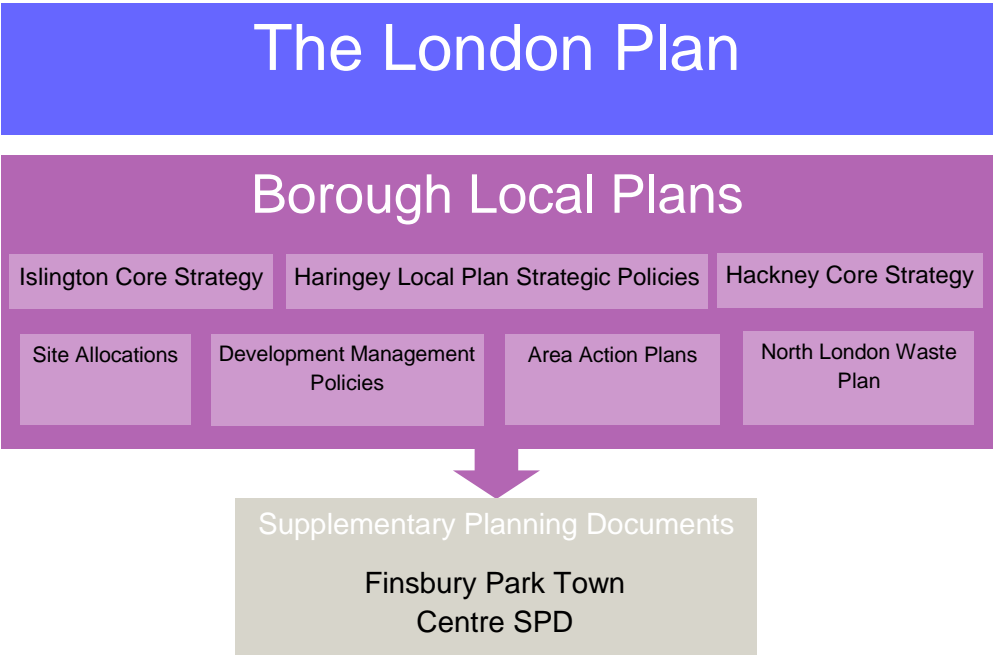 The London Plan
Borough Local Plans
Islington Core Strategy
Haringey Local Plan Strategic Policies
Hackney Core Strategy
Site Allocations
Development Management
Policies
Area Action Plans
North London Waste
Plan
Supplementary Planning Documents
Finsbury Park Town
Centre SPD